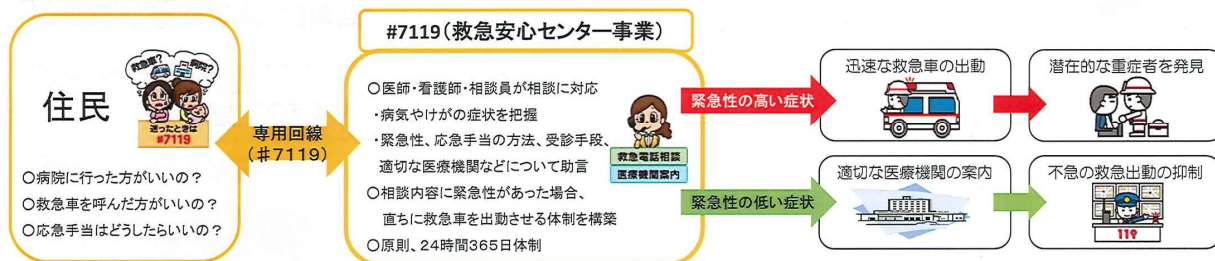 住民
救急車？
病院？
迷ったときは
#7119
○病院に行った方がいいの？
○救急車を呼んだ方がいいの？
○応急手当はどうしたらいいの？
専用回線
（＃7119）
#7119（救急安心センター事業）
○医師・看護師・相談員が相談に対応
・病気やけがの症状を把握
・緊急性、応急手当の方法、受診手段、
適切な医療機関などについて助言
○相談内容に緊急性があった場合、
直ちに救急車を出動させる体制を構築
○原則、24時間365日体制
救急電話相談
医療機関案内
緊急性の高い症状
迅速な救急車の出動
潜在的な重症者を発見
緊急性の低い症状
適切な医療機関の案内
不急の救急出動の抑制
119